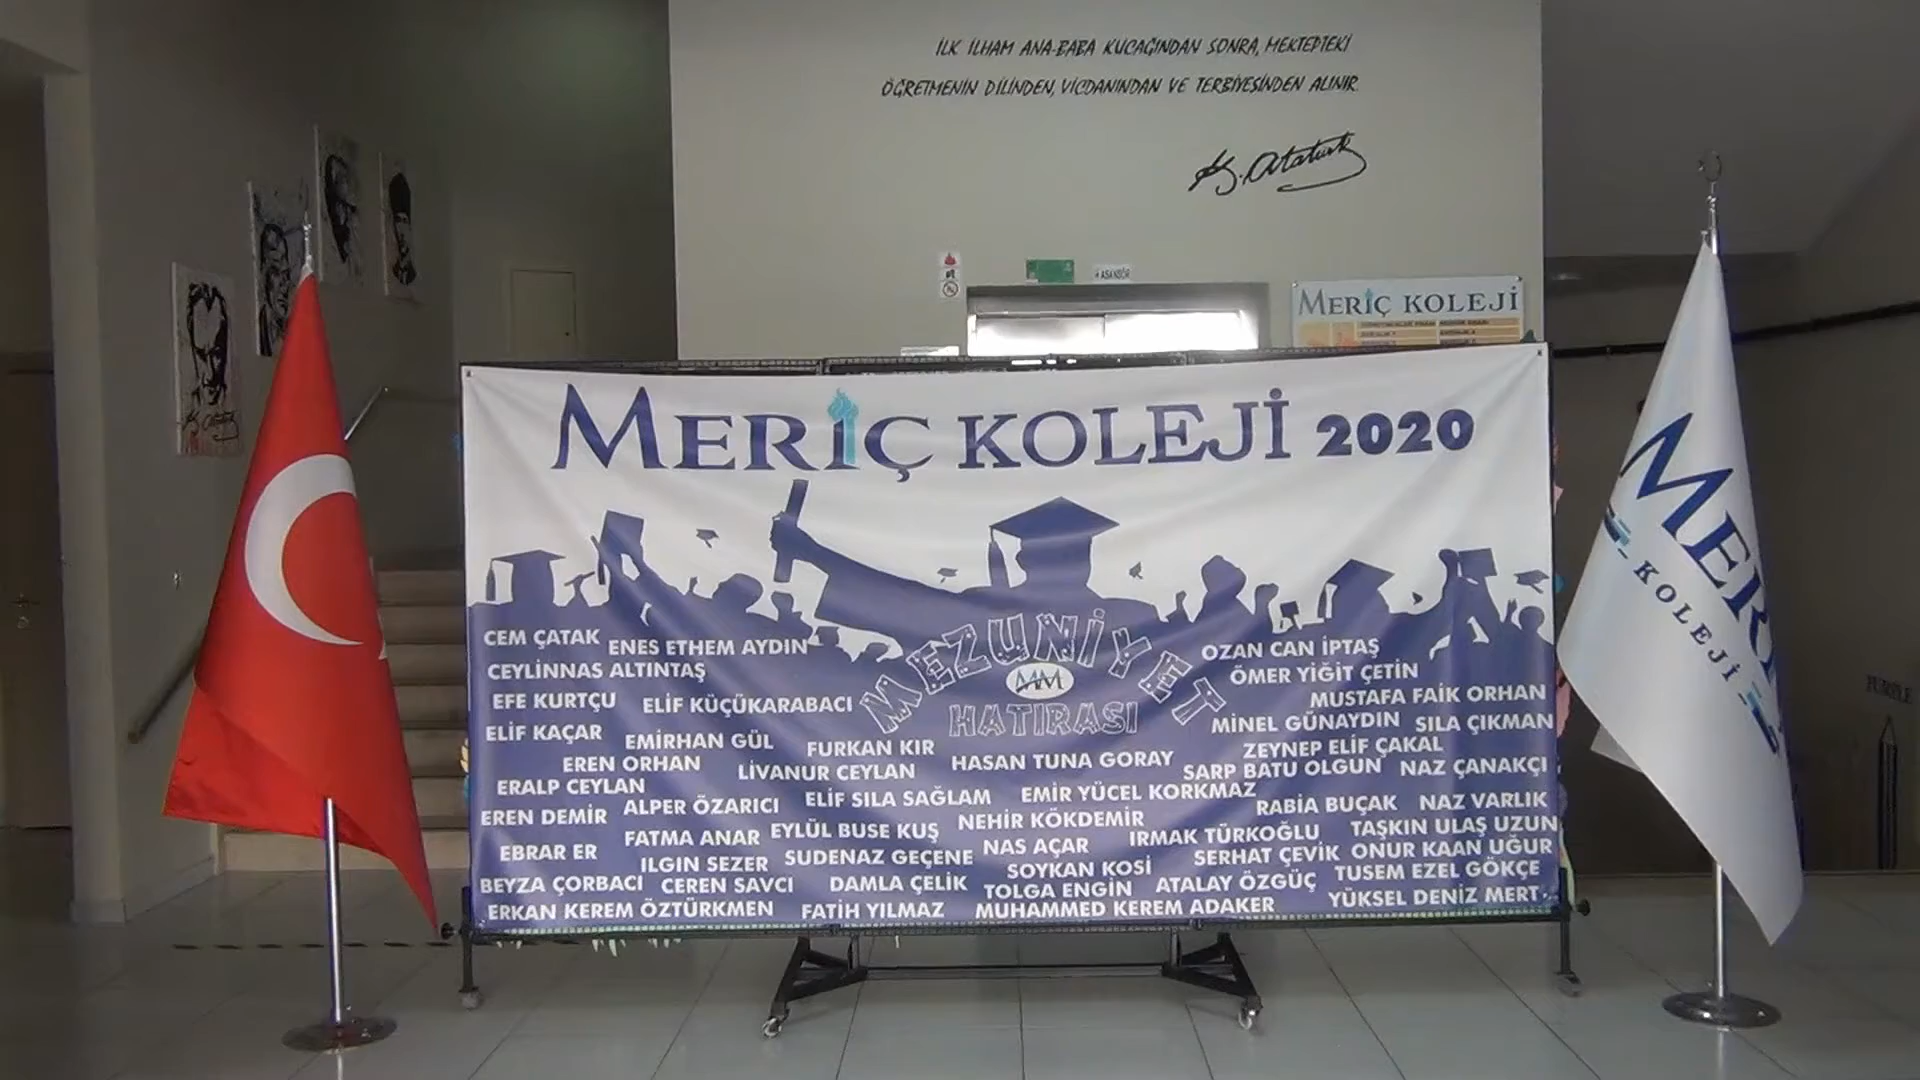 İLK İLHAM ANA-BABA KUCAĞINDAN SONRA, MEKTEPTEKİ
ÖĞRETMENİN DİLİNDEN, VİCDANINDAN VE TERBİYESİNDEN ALINIR.
K. Atatürk
ASANSÖR
MERİÇ KOLEJİ
MERİÇ KOLEJİ 2020
MEZUNİYET
MM
HATIRASI
CEM ÇATAK
ENES ETHEM AYDIN
CEYLİNNAS ALTINTAŞ
EFE KURTÇU
ELİF KÜÇÜKARABACI
ELİF KAÇAR
EMİRHAN GÜL
FURKAN KIR
EREN ORHAN
LİVANUR CEYLAN
HASAN TUNA GORAY
ERALP CEYLAN
EREN DEMİR
ALPER ÖZARICI
ELİF SILA SAĞLAM
EMİR YÜCEL KORKMAZ
FATMA ANAR
EYLÜL BUSE KUŞ
NEHİR KÖKDEMİR
EBRAR ER
ILGIN SEZER
SUDENAZ GEÇENE
NAS AÇAR
IRMAK TÜRKOĞLU
SOYKAN KOSİ
BEYZA ÇORBACI
CEREN SAVCI
DAMLA ÇELİK
TOLGA ENGİN
ATALAY ÖZGÜÇ
ERKAN KEREM ÖZTÜRKMEN
FATİH YILMAZ
MUHAMMED KEREM ADAKER
OZAN CAN İPTAŞ
ÖMER YİĞİT ÇETİN
MUSTAFA FAİK ORHAN
MİNEL GÜNAYDIN
SILA ÇIKMAN
ZEYNEP ELİF ÇAKAL
SARP BATU OLGUN
NAZ ÇANAKÇI
RABİA BUÇAK
NAZ VARLIK
TAŞKIN ULAŞ UZUN
SERHAT ÇEVİK
ONUR KAAN UĞUR
TUSEM EZEL GÖKÇE
YÜKSEL DENİZ MERT
MERİ
KOLEJİ